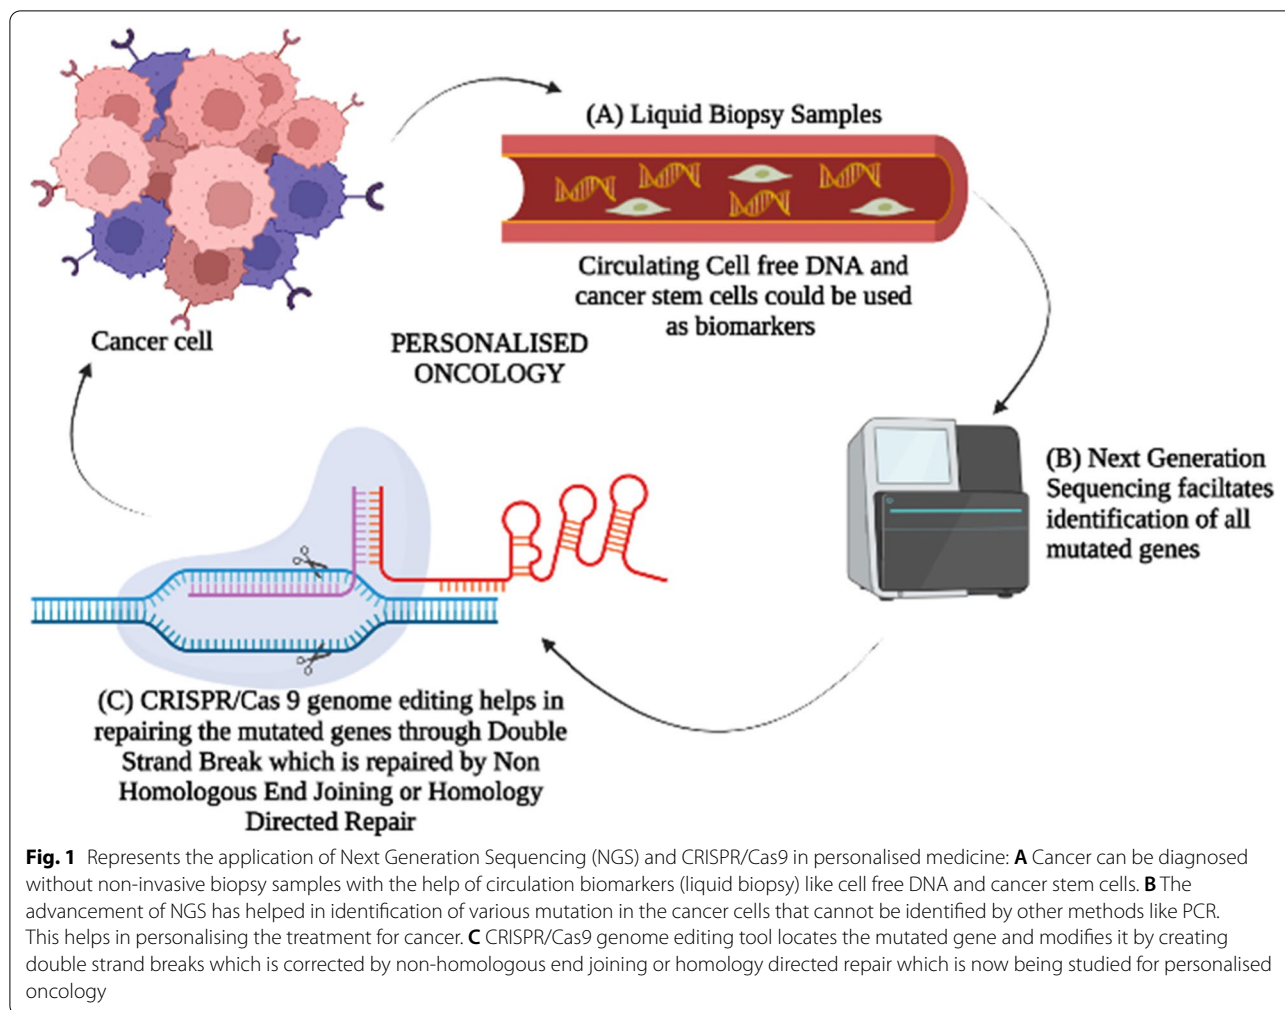 (A) Liquid Biopsy Samples
Circulating Cell free DNA and
cancer stem cells could be used
as biomarkers
Cancer cell
PERSONALISED
ONCOLOGY
(B) Next Generation
Sequencing faciltates
identification of all
mutated genes
(C) CRISPR/Cas 9 genome editing helps in
repairing the mutated genes through Double
Strand Break which is repaired by Non
Homologous End Joining or Homology
Directed Repair
Fig. 1 Represents the application of Next Generation Sequencing (NGS) and CRISPR/Cas9 in personalised medicine: A Cancer can be diagnosed
without non-invasive biopsy samples with the help of circulation biomarkers (liquid biopsy) like cell free DNA and cancer stem cells. B The
advancement of NGS has helped in identification of various mutation in the cancer cells that cannot be identified by other methods like PCR.
This helps in personalising the treatment for cancer. C CRISPR/Cas9 genome editing tool locates the mutated gene and modifies it by creating
double strand breaks which is corrected by non-homologous end joining or homology directed repair which is now being studied for personalised
oncology